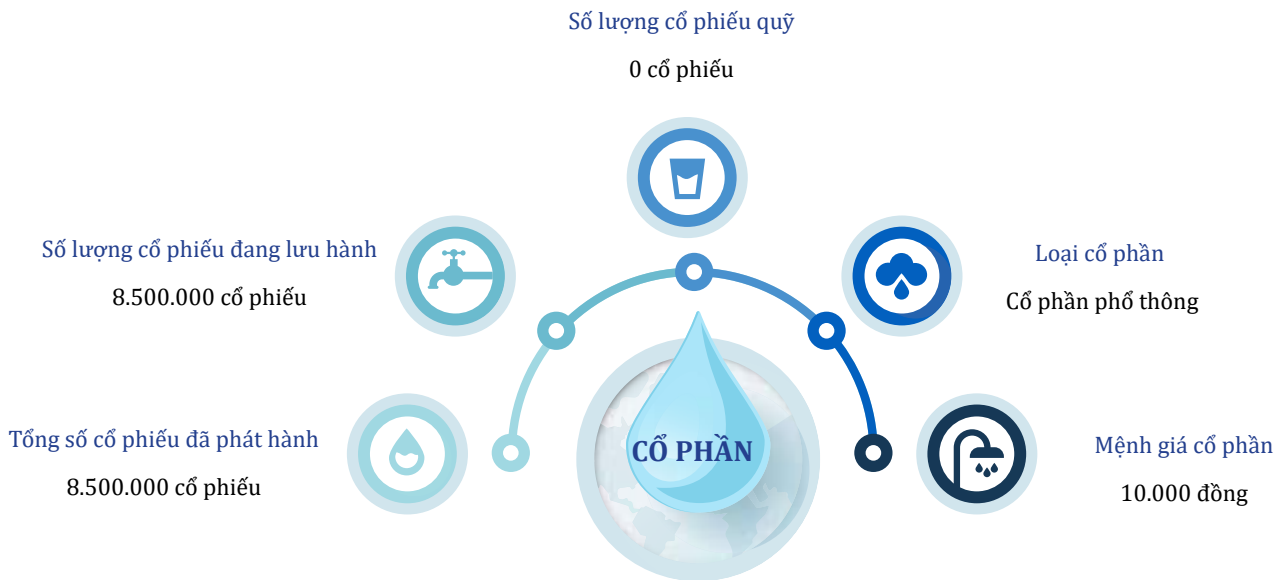 Số lượng cổ phiếu quỹ
0 cổ phiếu
Số lượng cổ phiếu đang lưu hành
8.500.000 cổ phiếu
Loại cổ phần
Cổ phần phổ thông
Tổng số cổ phiếu đã phát hành
8.500.000 cổ phiếu
CỔ PHẦN
Mệnh giá cổ phần
10.000 đồng